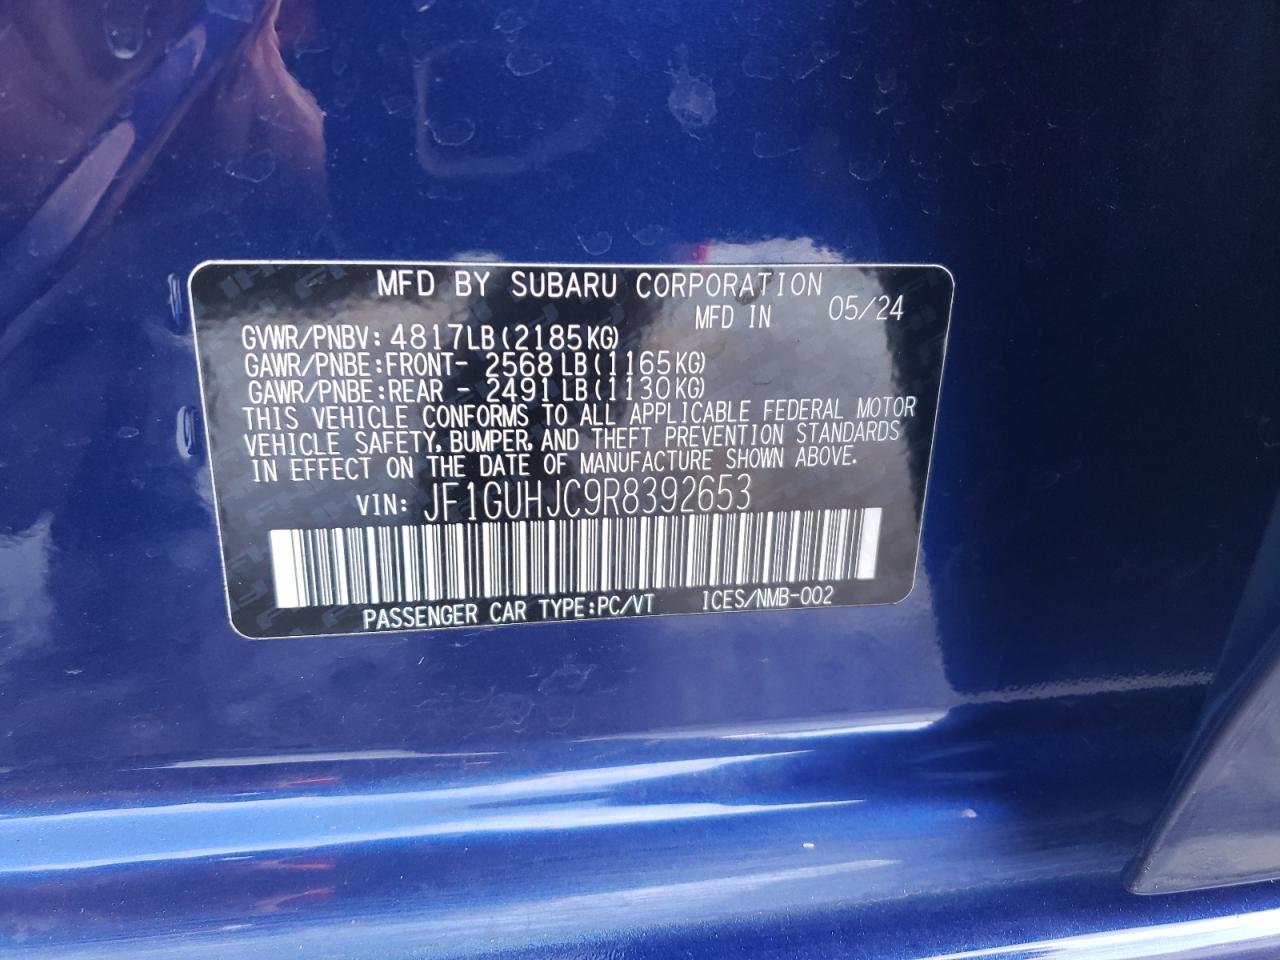 MFD BY SUBARU CORPORATION
MFD IN 05/24
GVWR/PNBV: 4817LB(2185KG)
GAWR/PNBE:FRONT- 2568LB(1165KG)
GAWR/PNBE:REAR - 2491LB(1130KG)
THIS VEHICLE CONFORMS TO ALL APPLICABLE FEDERAL MOTOR
VEHICLE SAFETY, BUMPER, AND THEFT PREVENTION STANDARDS
IN EFFECT ON THE DATE OF MANUFACTURE SHOWN ABOVE.
VIN: JF1GUHJC9R8392653
PASSENGER CAR TYPE:PC/VT ICES/NMB-002